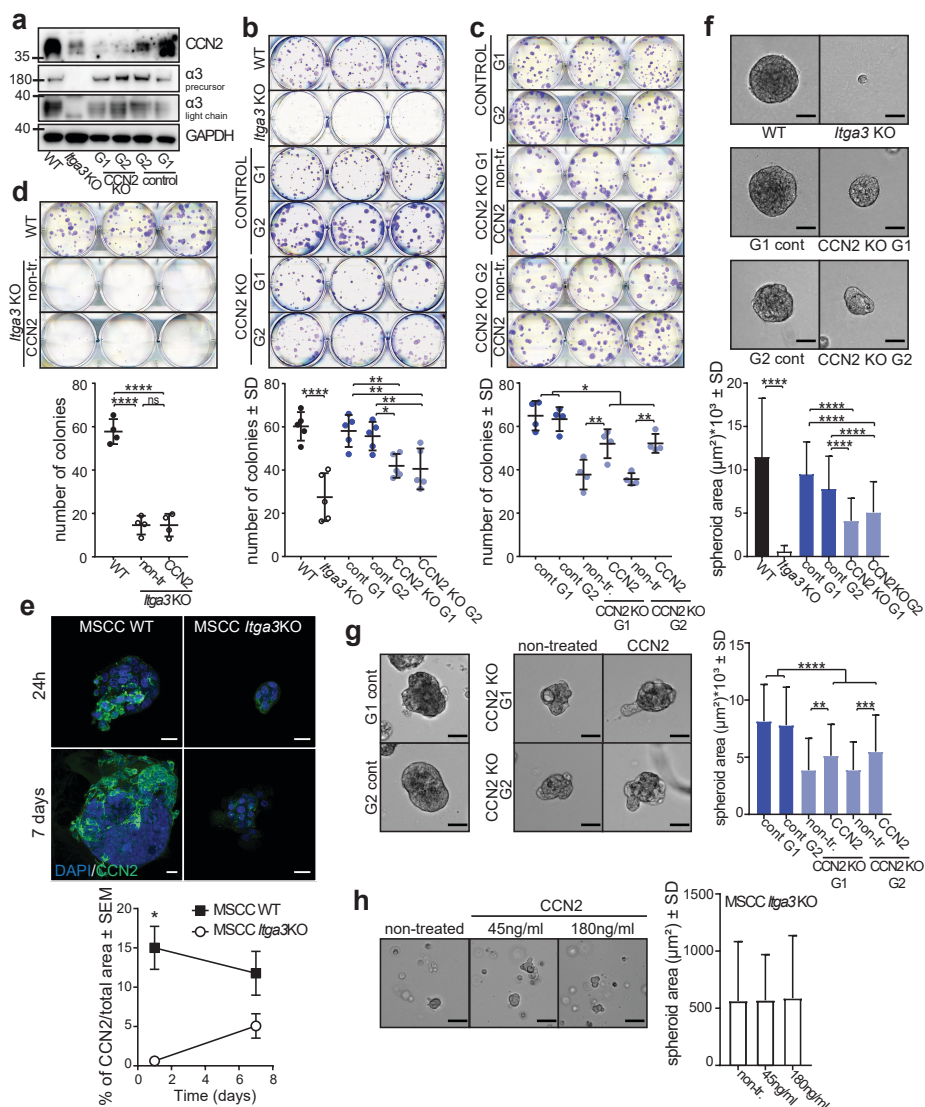 a
CCN2
35
180
α3
precursor
40
α3
light chain
40
GAPDH
WT
Itga3 KO
G1
G2
G2
G1
CCN2 KO
control
b
WT
Itga3 KO
CONTROL
G1
G2
CCN2 KO
G1
G2
number of colonies ± SD
80
60
40
20
0
****
**
**
**
*
WT
Itga3 KO
cont G1
cont G2
CCN2 KO G1
CCN2 KO G2
c
CONTROL
G1
G2
CCN2 KO G1
non-tr.
CCN2
CCN2 KO G2
non-tr.
CCN2
number of colonies ± SD
80
60
40
20
0
*
**
**
cont G1
cont G2
non-tr.
CCN2
non-tr
CCN2
CCN2 KO G1
CCN2 KO G2
d
WT
Itga3 KO
non-tr.
CCN2
number of colonies
80
60
40
20
0
****
**** ns
WT
non-tr
CCN2
Itga3 KO
e
MSCC WT
MSCC Itga3KO
24h
7 days
DAPI/CCN2
% of CCN2/total area ± SEM
20
15
10
5
0
*
MSCC WT
MSCC Itga3KO
0 2 4 6 8
Time (days)
f
WT
Itga3 KO
G1 cont
CCN2 KO G1
G2 cont
CCN2 KO G2
spheroid area (µm²)*10³ ± SD
20
15
10
5
0
****
****
****
****
****
WT
Itga3 KO
cont G1
cont G2
CCN2 KO G1
CCN2 KO G2
g
non-treated
CCN2
G1 cont
G2 cont
CCN2 KO G1
CCN2 KO G2
spheroid area (µm²)*10³ ± SD
15
10
5
0
****
**
***
cont G1
cont G2
non-tr.
CCN2
non-tr
CCN2
CCN2 KO G1
CCN2 KO G2
h
CCN2
non-treated
45ng/ml
180ng/ml
MSCC Itga3 KO
spheroid area (µm²) ± SD
1500
1000
500
0
non-tr.
45ng/ml
180ng/ml